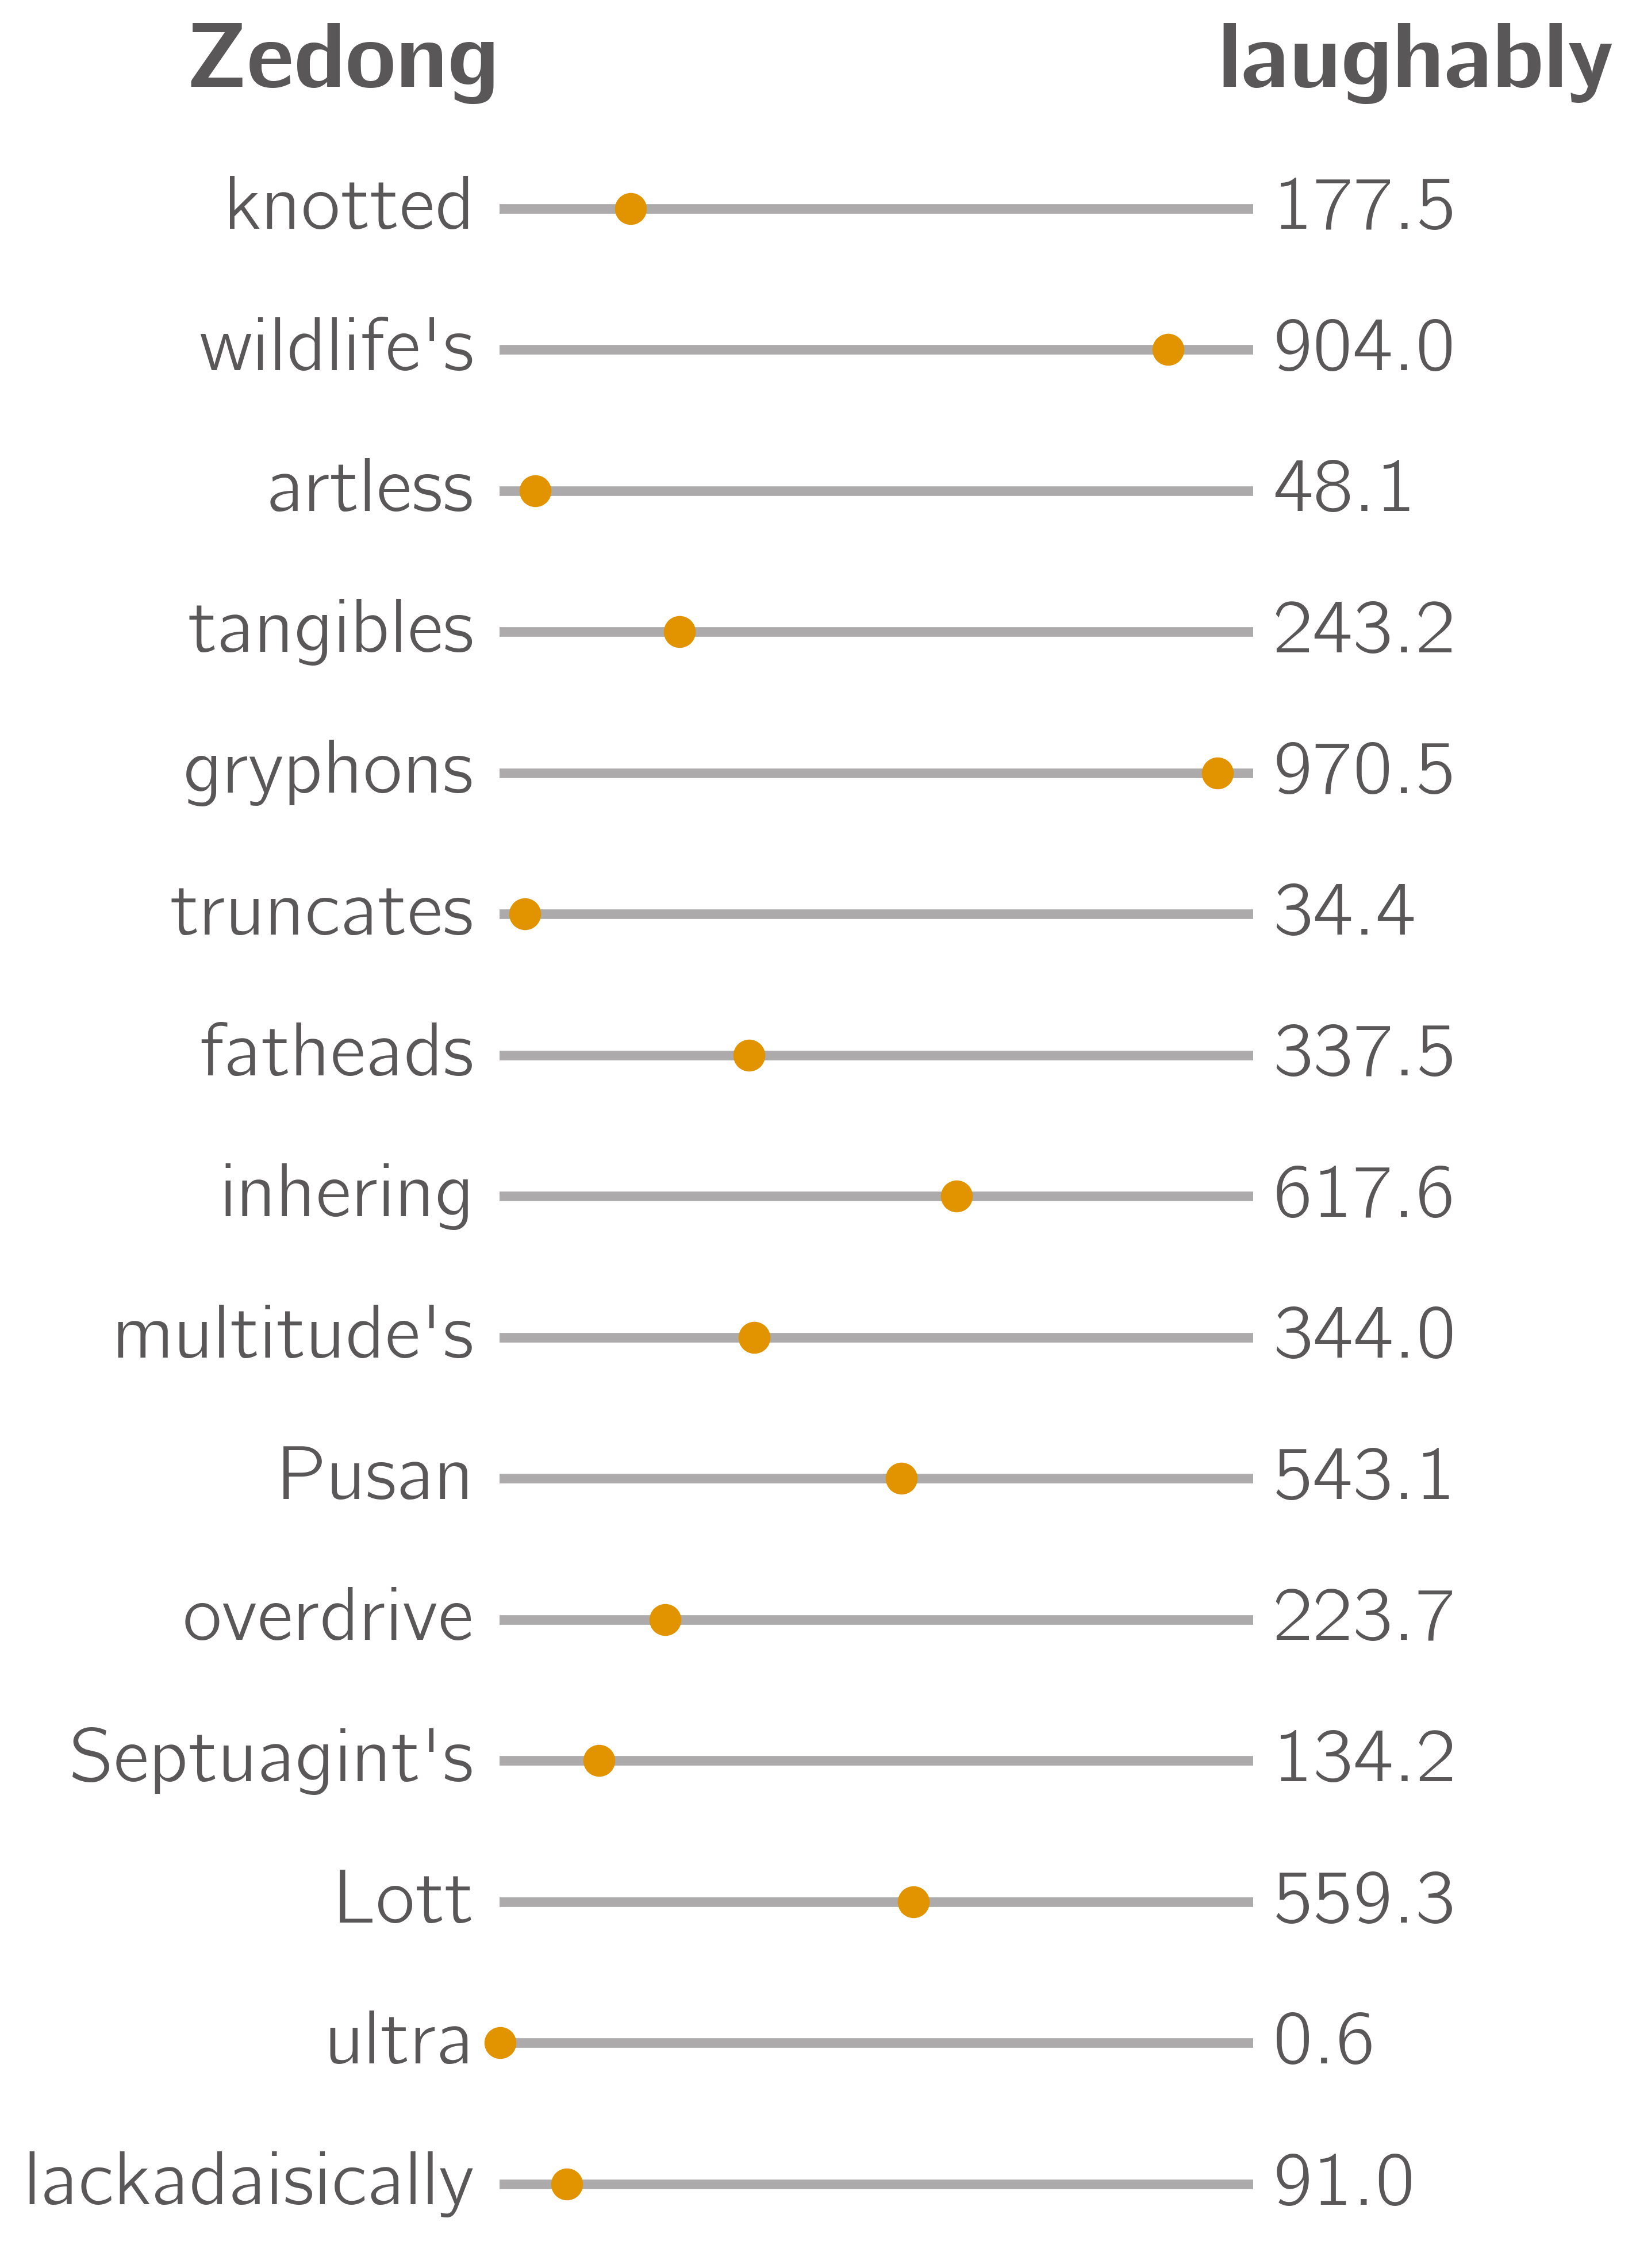 Zedong laughably
knotted 177.5
wildlife's 904.0
artless 48.1
tangibles 243.2
gryphons 970.5
truncates 34.4
fatheads 337.5
inhering 617.6
multitude's 344.0
Pusan 543.1
overdrive 223.7
Septuagint's 134.2
Lott 559.3
ultra 0.6
lackadaisically 91.0